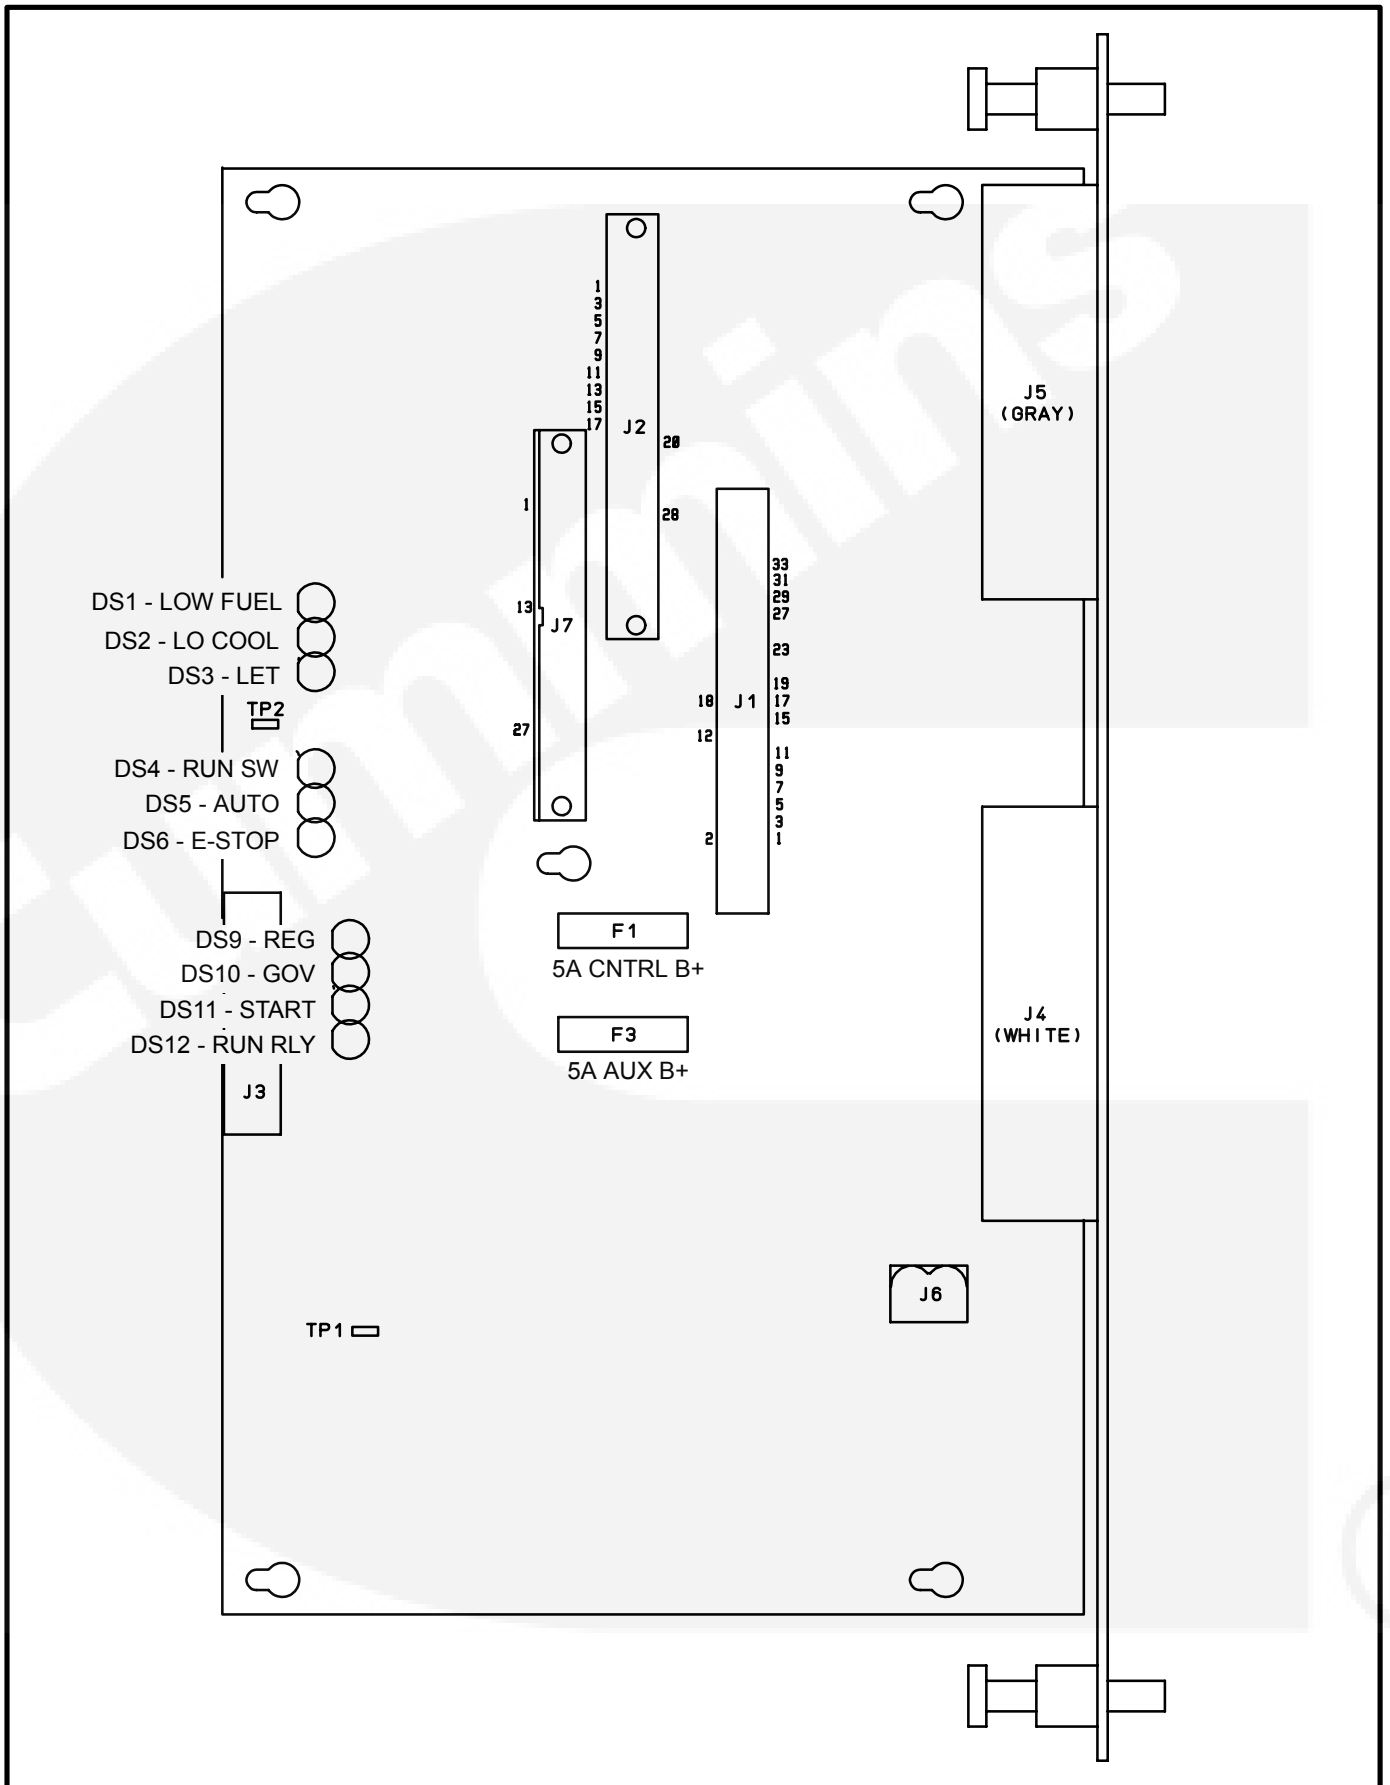 1
3
5
7
9
11
13
15
17
J2
20
28
J5
(GRAY)
1
13
J7
27
33
31
29
27
23
19
18
J1
17
15
12
11
9
7
5
3
2
1
DS1 - LOW FUEL
DS2 - LO COOL
DS3 - LET
TP2
DS4 - RUN SW
DS5 - AUTO
DS6 - E-STOP
DS9 - REG
DS10 - GOV
DS11 - START
DS12 - RUN RLY
J3
F1
5A CNTRL B+
F3
5A AUX B+
J4
(WHITE)
J6
TP1
Cummins